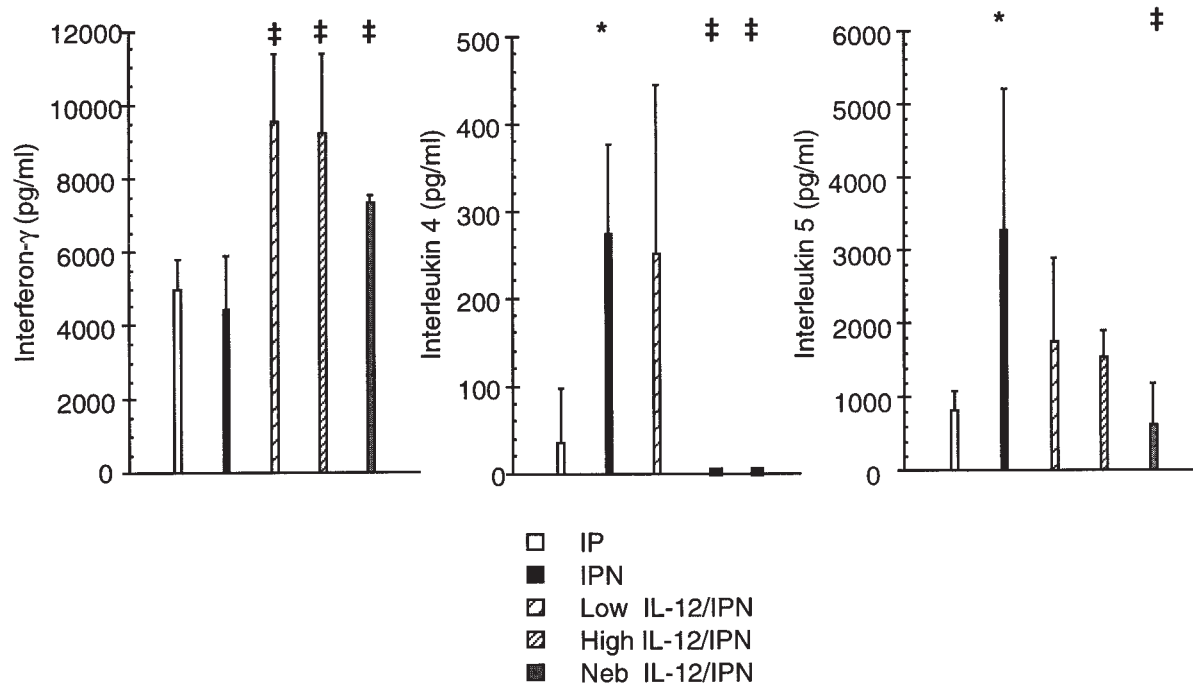 Interferon-γ (pg/ml)
12000
10000
8000
6000
4000
2000
0
‡ ‡ ‡
Interleukin 4 (pg/ml)
500
400
300
200
100
0
* ‡ ‡
Interleukin 5 (pg/ml)
6000
5000
4000
3000
2000
1000
0
* ‡
IP
IPN
Low IL-12/IPN
High IL-12/IPN
Neb IL-12/IPN